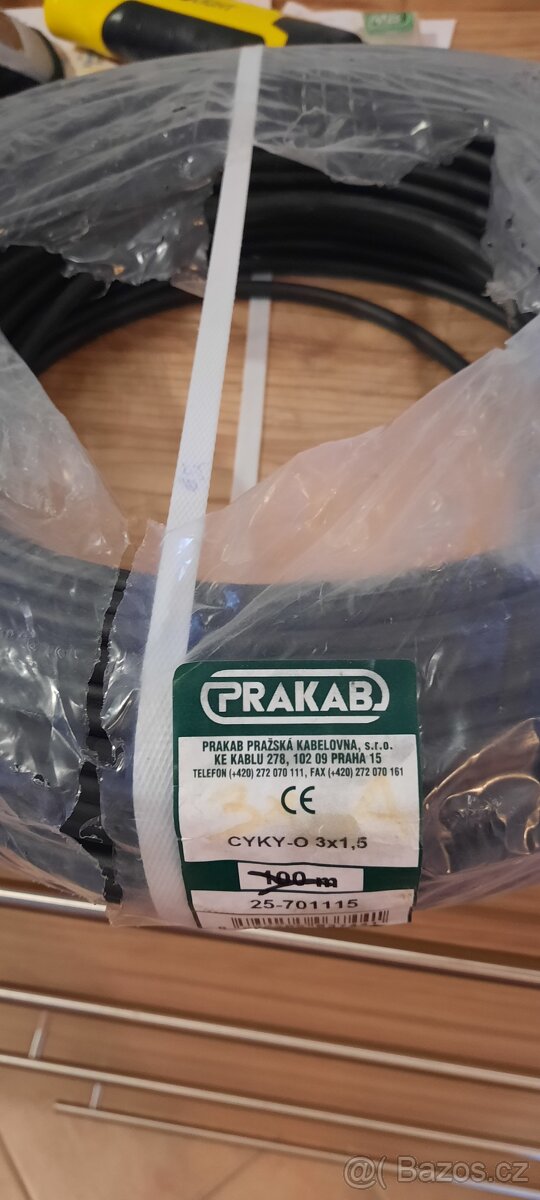 PRAKAB
PRAKAB PRAŽSKÁ KABELOVNA, s.r.o.
KE KABLU 278, 102 09 PRAHA 15
TELEFON (+420) 272 070 111, FAX (+420) 272 070 161
CE
CYKY-O 3x1,5
100 m
25-701115
@( Bazos.cz